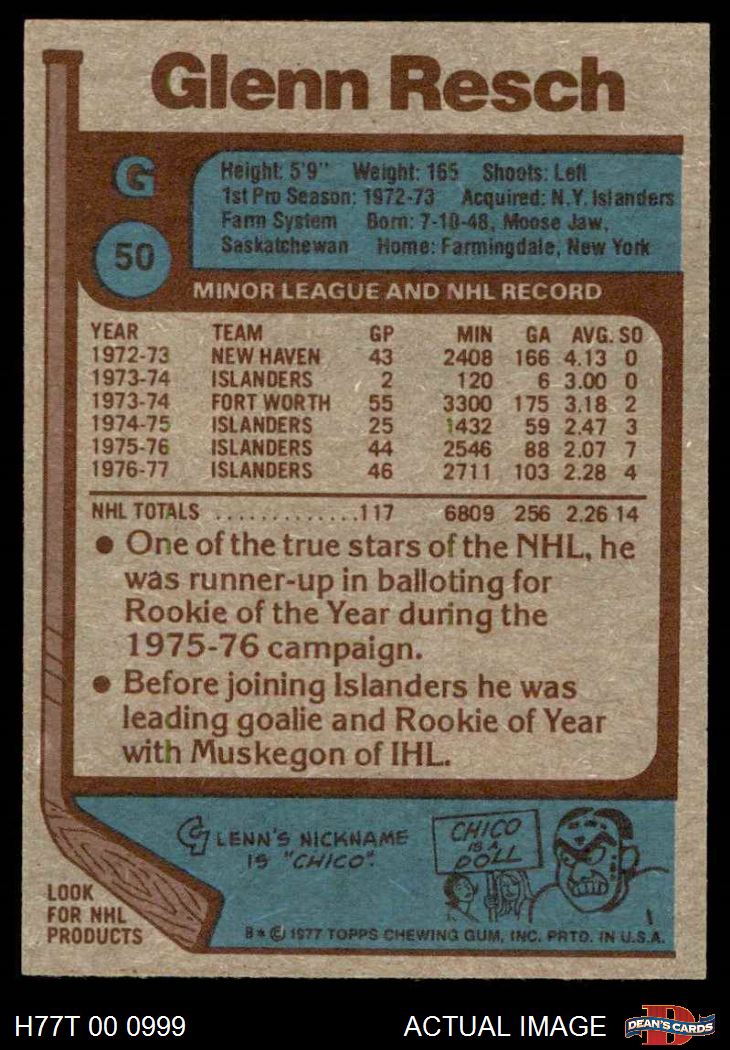 Glenn Resch
G
50
Height: 5'9" Weight: 165 Shoots: Left
1st Pro Season: 1972-73 Acquired: N.Y. Islanders
Farm System Born: 7-10-48, Moose Jaw,
Saskatchewan Home: Farmingdale, New York
MINOR LEAGUE AND NHL RECORD
YEAR TEAM GP MIN GA AVG. SO
1972-73 NEW HAVEN 43 2408 166 4.13 0
1973-74 ISLANDERS 2 120 6 3.00 0
1973-74 FORT WORTH 55 3300 175 3.18 2
1974-75 ISLANDERS 25 1432 59 2.47 3
1975-76 ISLANDERS 44 2546 88 2.07 7
1976-77 ISLANDERS 46 2711 103 2.28 4
NHL TOTALS .............117 6809 256 2.26 14
• One of the true stars of the NHL, he
was runner-up in balloting for
Rookie of the Year during the
1975-76 campaign.
• Before joining Islanders he was
leading goalie and Rookie of Year
with Muskegon of IHL.
GLENN'S NICKNAME
IS "CHICO".
CHICO
IS A
DOLL
LOOK
FOR NHL
PRODUCTS
B* © 1977 TOPPS CHEWING GUM, INC. PRTD. IN U.S.A.
H77T 00 0999 ACTUAL IMAGE
D
DEAN'S CARDS